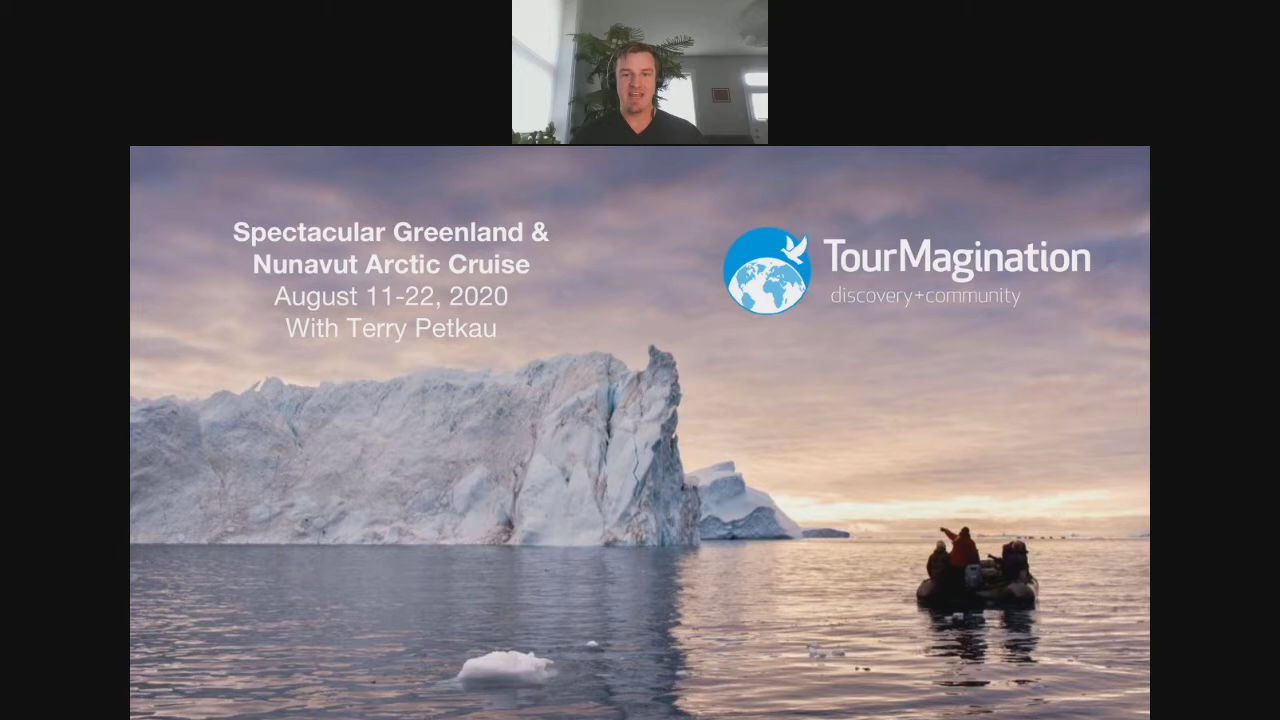 Spectacular Greenland &
Nunavut Arctic Cruise
August 11-22, 2020
With Terry Petkau
TourMagination
discovery+community